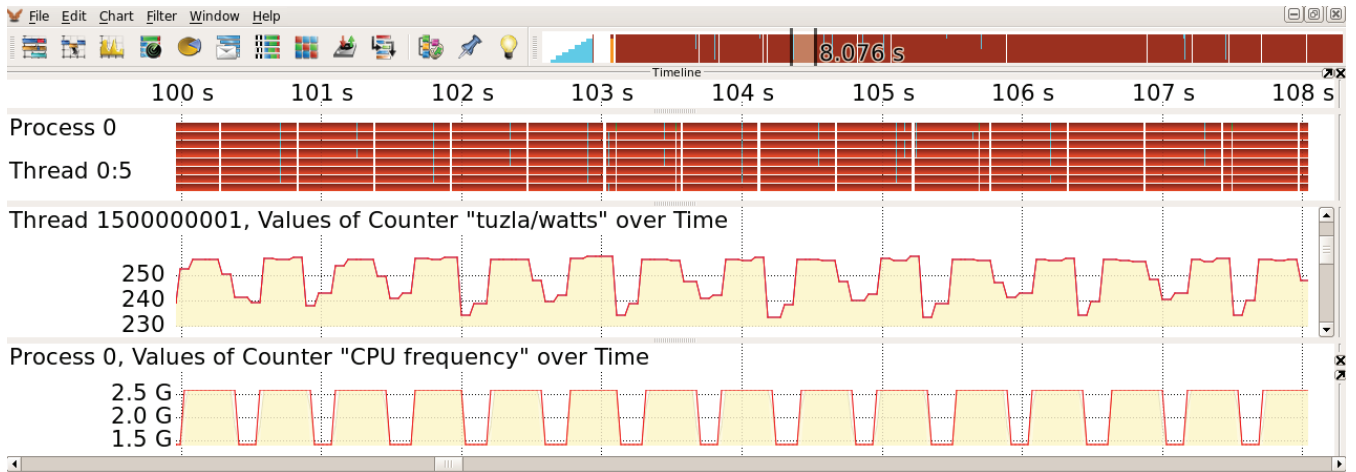 File Edit Chart Filter Window Help
8.076 s
Timeline
100 s 101 s 102 s 103 s 104 s 105 s 106 s 107 s 108 s
Process 0
Thread 0:5
Thread 1500000001, Values of Counter "tuzla/watts" over Time
250
240
230
Process 0, Values of Counter "CPU frequency" over Time
2.5 G
2.0 G
1.5 G